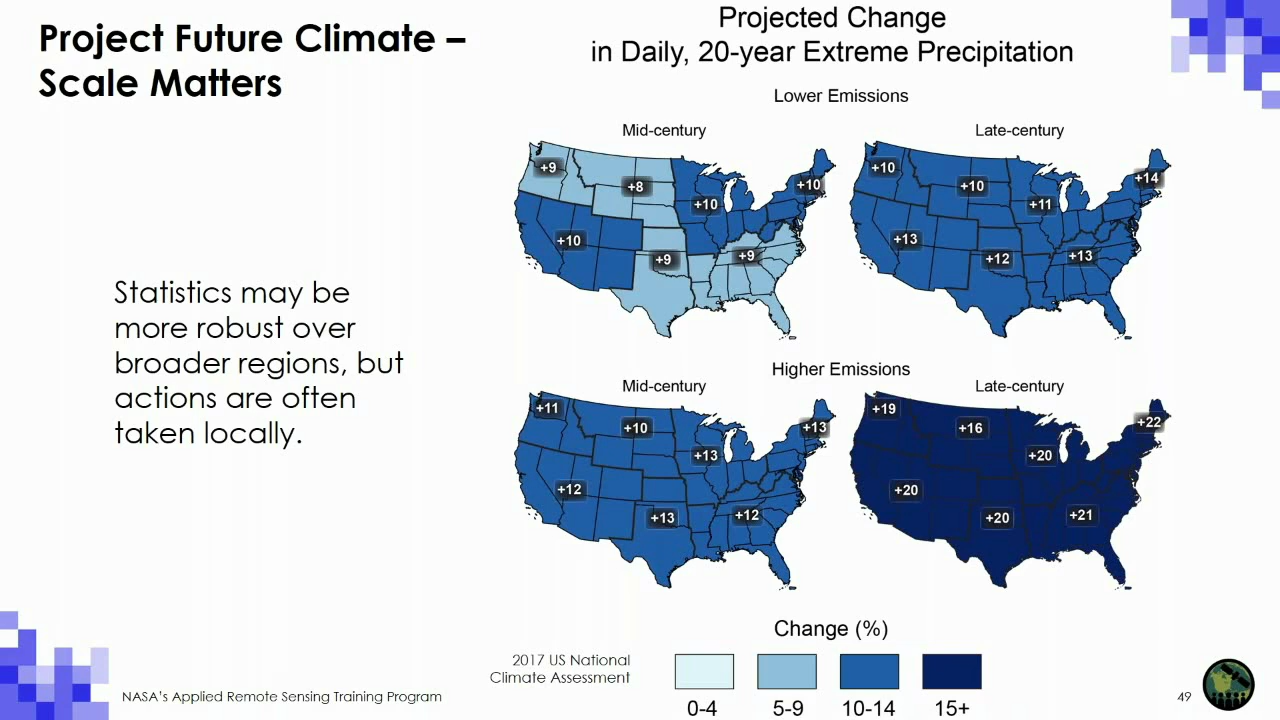 Project Future Climate –
Scale Matters
Statistics may be
more robust over
broader regions, but
actions are often
taken locally.
Projected Change
in Daily, 20-year Extreme Precipitation
Lower Emissions
Mid-century
+9
+8
+10
+10
+10
+9
+9
Late-century
+10
+10
+11
+14
+13
+12
+13
Higher Emissions
Mid-century
+11
+10
+13
+13
+12
+13
+12
Late-century
+19
+16
+20
+22
+20
+20
+21
Change (%)
0-4
5-9
10-14
15+
2017 US National
Climate Assessment
NASA's Applied Remote Sensing Training Program
49